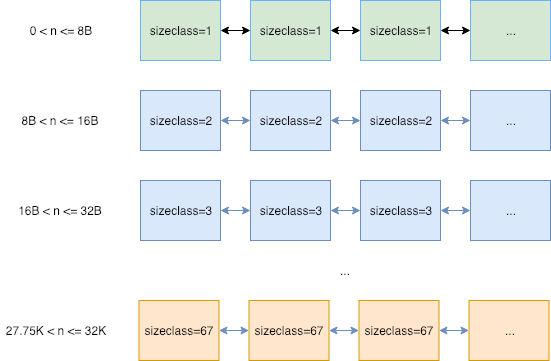 0 < n <= 8B sizeclass=1 sizeclass=1 sizeclass=1 ...
8B < n <= 16B sizeclass=2 sizeclass=2 sizeclass=2 ...
16B < n <= 32B sizeclass=3 sizeclass=3 sizeclass=3 ...
...
27.75K < n <= 32K sizeclass=67 sizeclass=67 sizeclass=67 ...